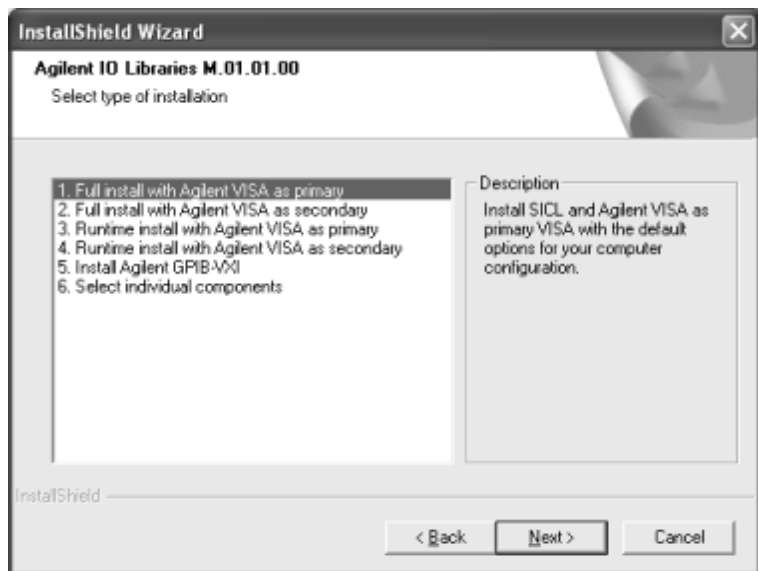 InstallShield Wizard
Agilent IO Libraries M.01.01.00
Select type of installation
1. Full install with Agilent VISA as primary
2. Full install with Agilent VISA as secondary
3. Runtime install with Agilent VISA as primary
4. Runtime install with Agilent VISA as secondary
5. Install Agilent GPIB-VXI
6. Select individual components
Description
Install SICL and Agilent VISA as
primary VISA with the default
options for your computer
configuration.
InstallShield
< Back
Next >
Cancel